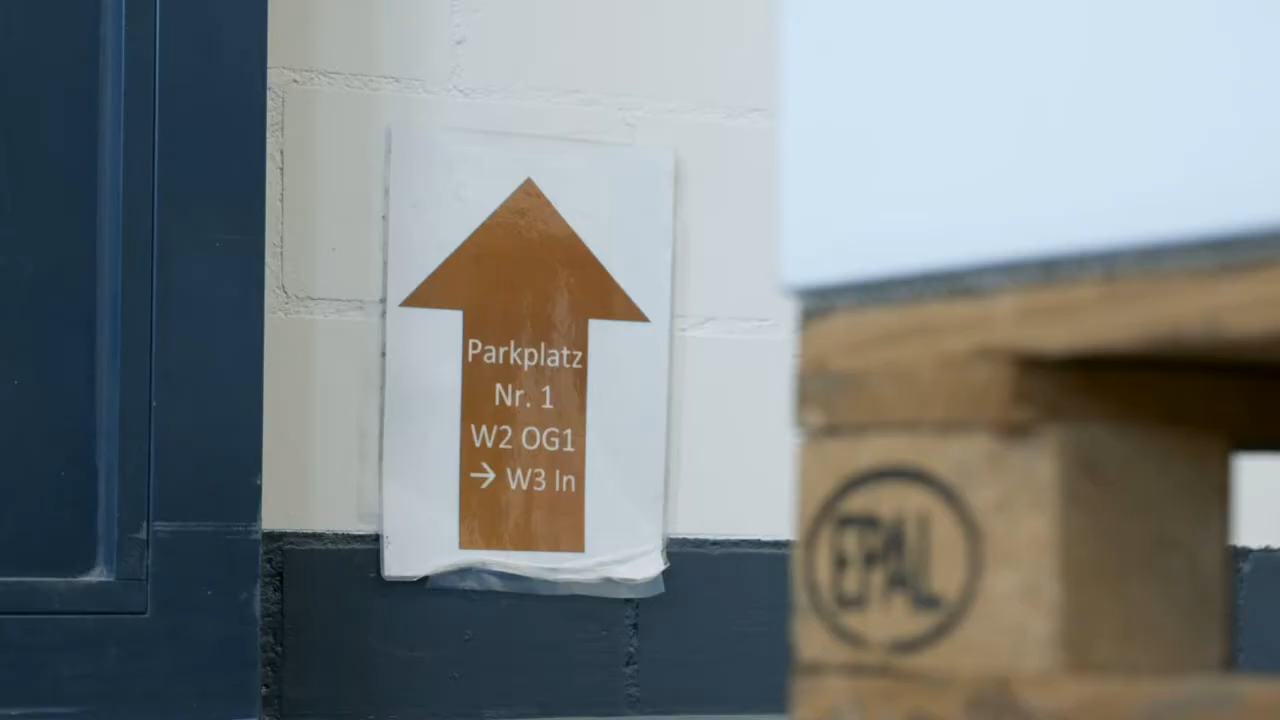 Parkplatz
Nr. 1
W2 OG1
→ W3 In
EPAL